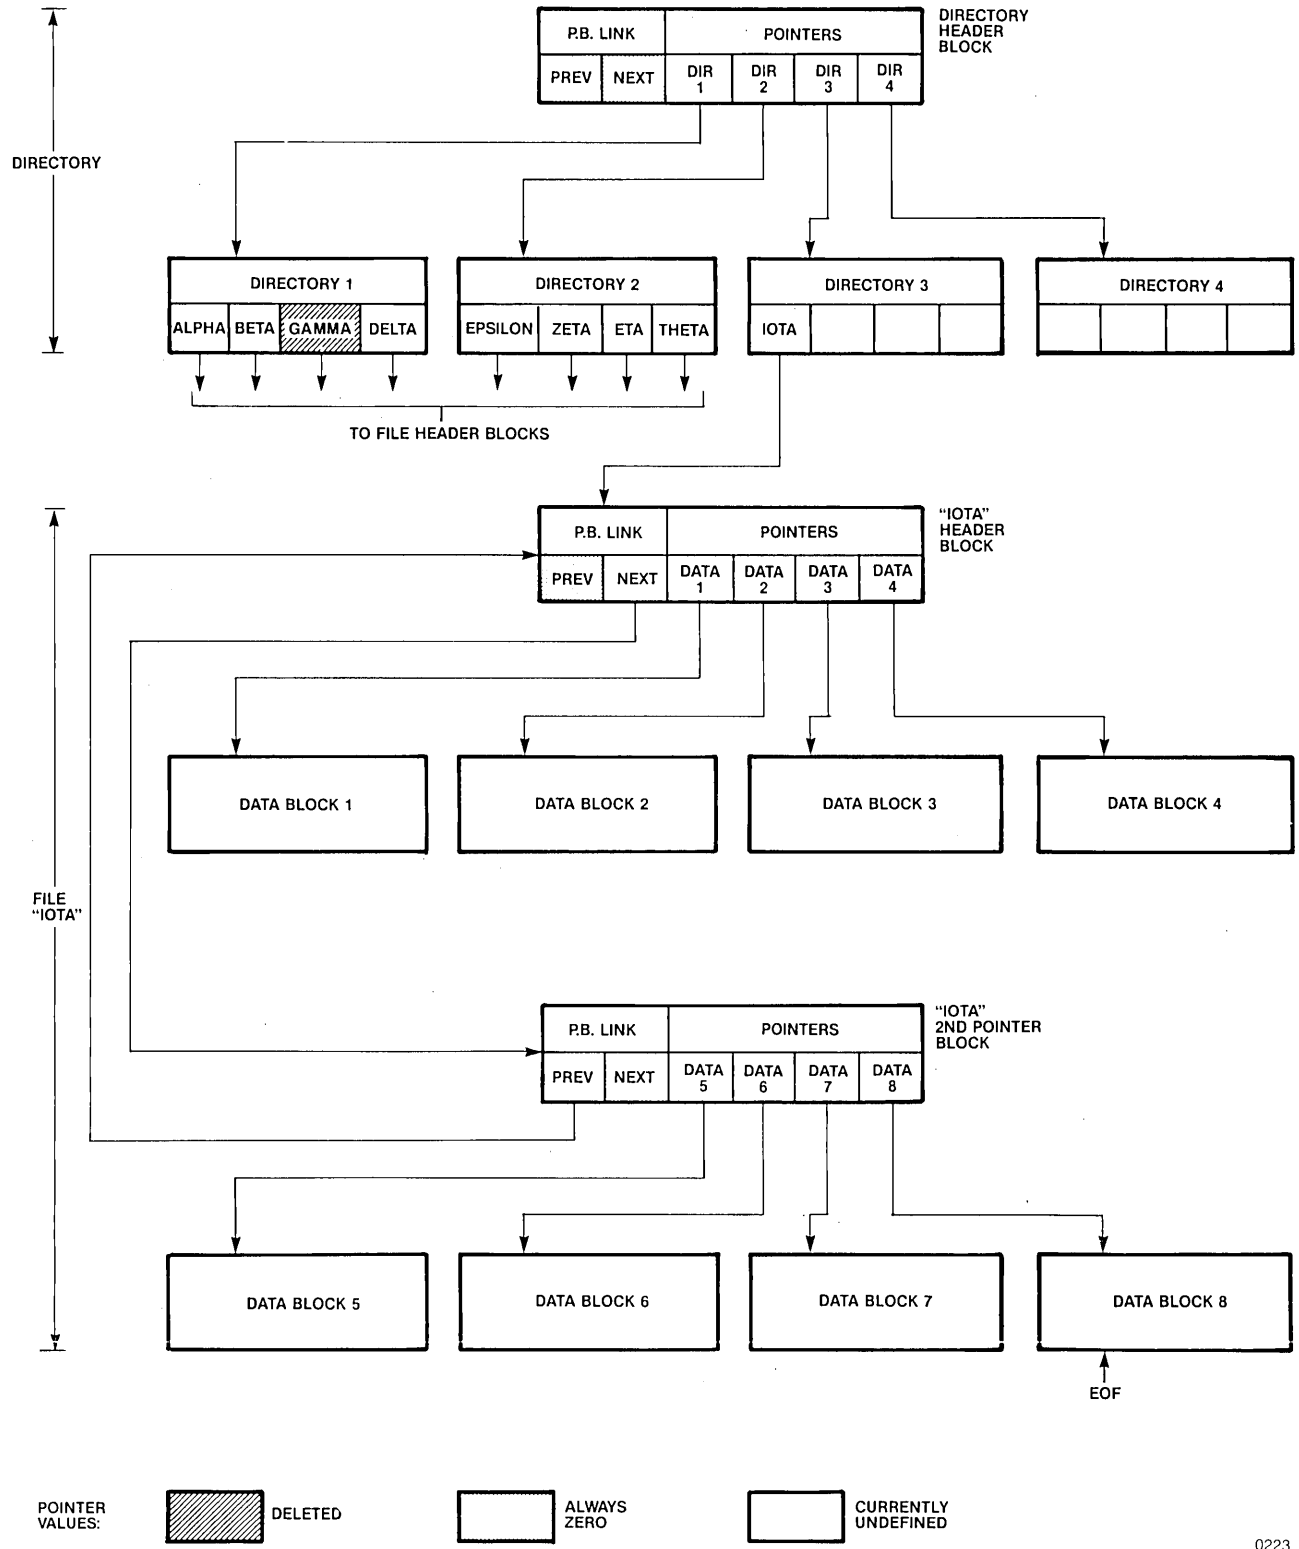 P.B. LINK
POINTERS
DIRECTORY
HEADER
BLOCK
PREV
NEXT
DIR
1
DIR
2
DIR
3
DIR
4
DIRECTORY
DIRECTORY 1
DIRECTORY 2
DIRECTORY 3
DIRECTORY 4
ALPHA
BETA
GAMMA
DELTA
EPSILON
ZETA
ETA
THETA
IOTA
TO FILE HEADER BLOCKS
P.B. LINK
POINTERS
“IOTA”
HEADER
BLOCK
PREV
NEXT
DATA
1
DATA
2
DATA
3
DATA
4
DATA BLOCK 1
DATA BLOCK 2
DATA BLOCK 3
DATA BLOCK 4
FILE
“IOTA”
P.B. LINK
POINTERS
“IOTA”
2ND POINTER
BLOCK
PREV
NEXT
DATA
5
DATA
6
DATA
7
DATA
8
DATA BLOCK 5
DATA BLOCK 6
DATA BLOCK 7
DATA BLOCK 8
EOF
POINTER
VALUES:
DELETED
ALWAYS
ZERO
CURRENTLY
UNDEFINED
0223